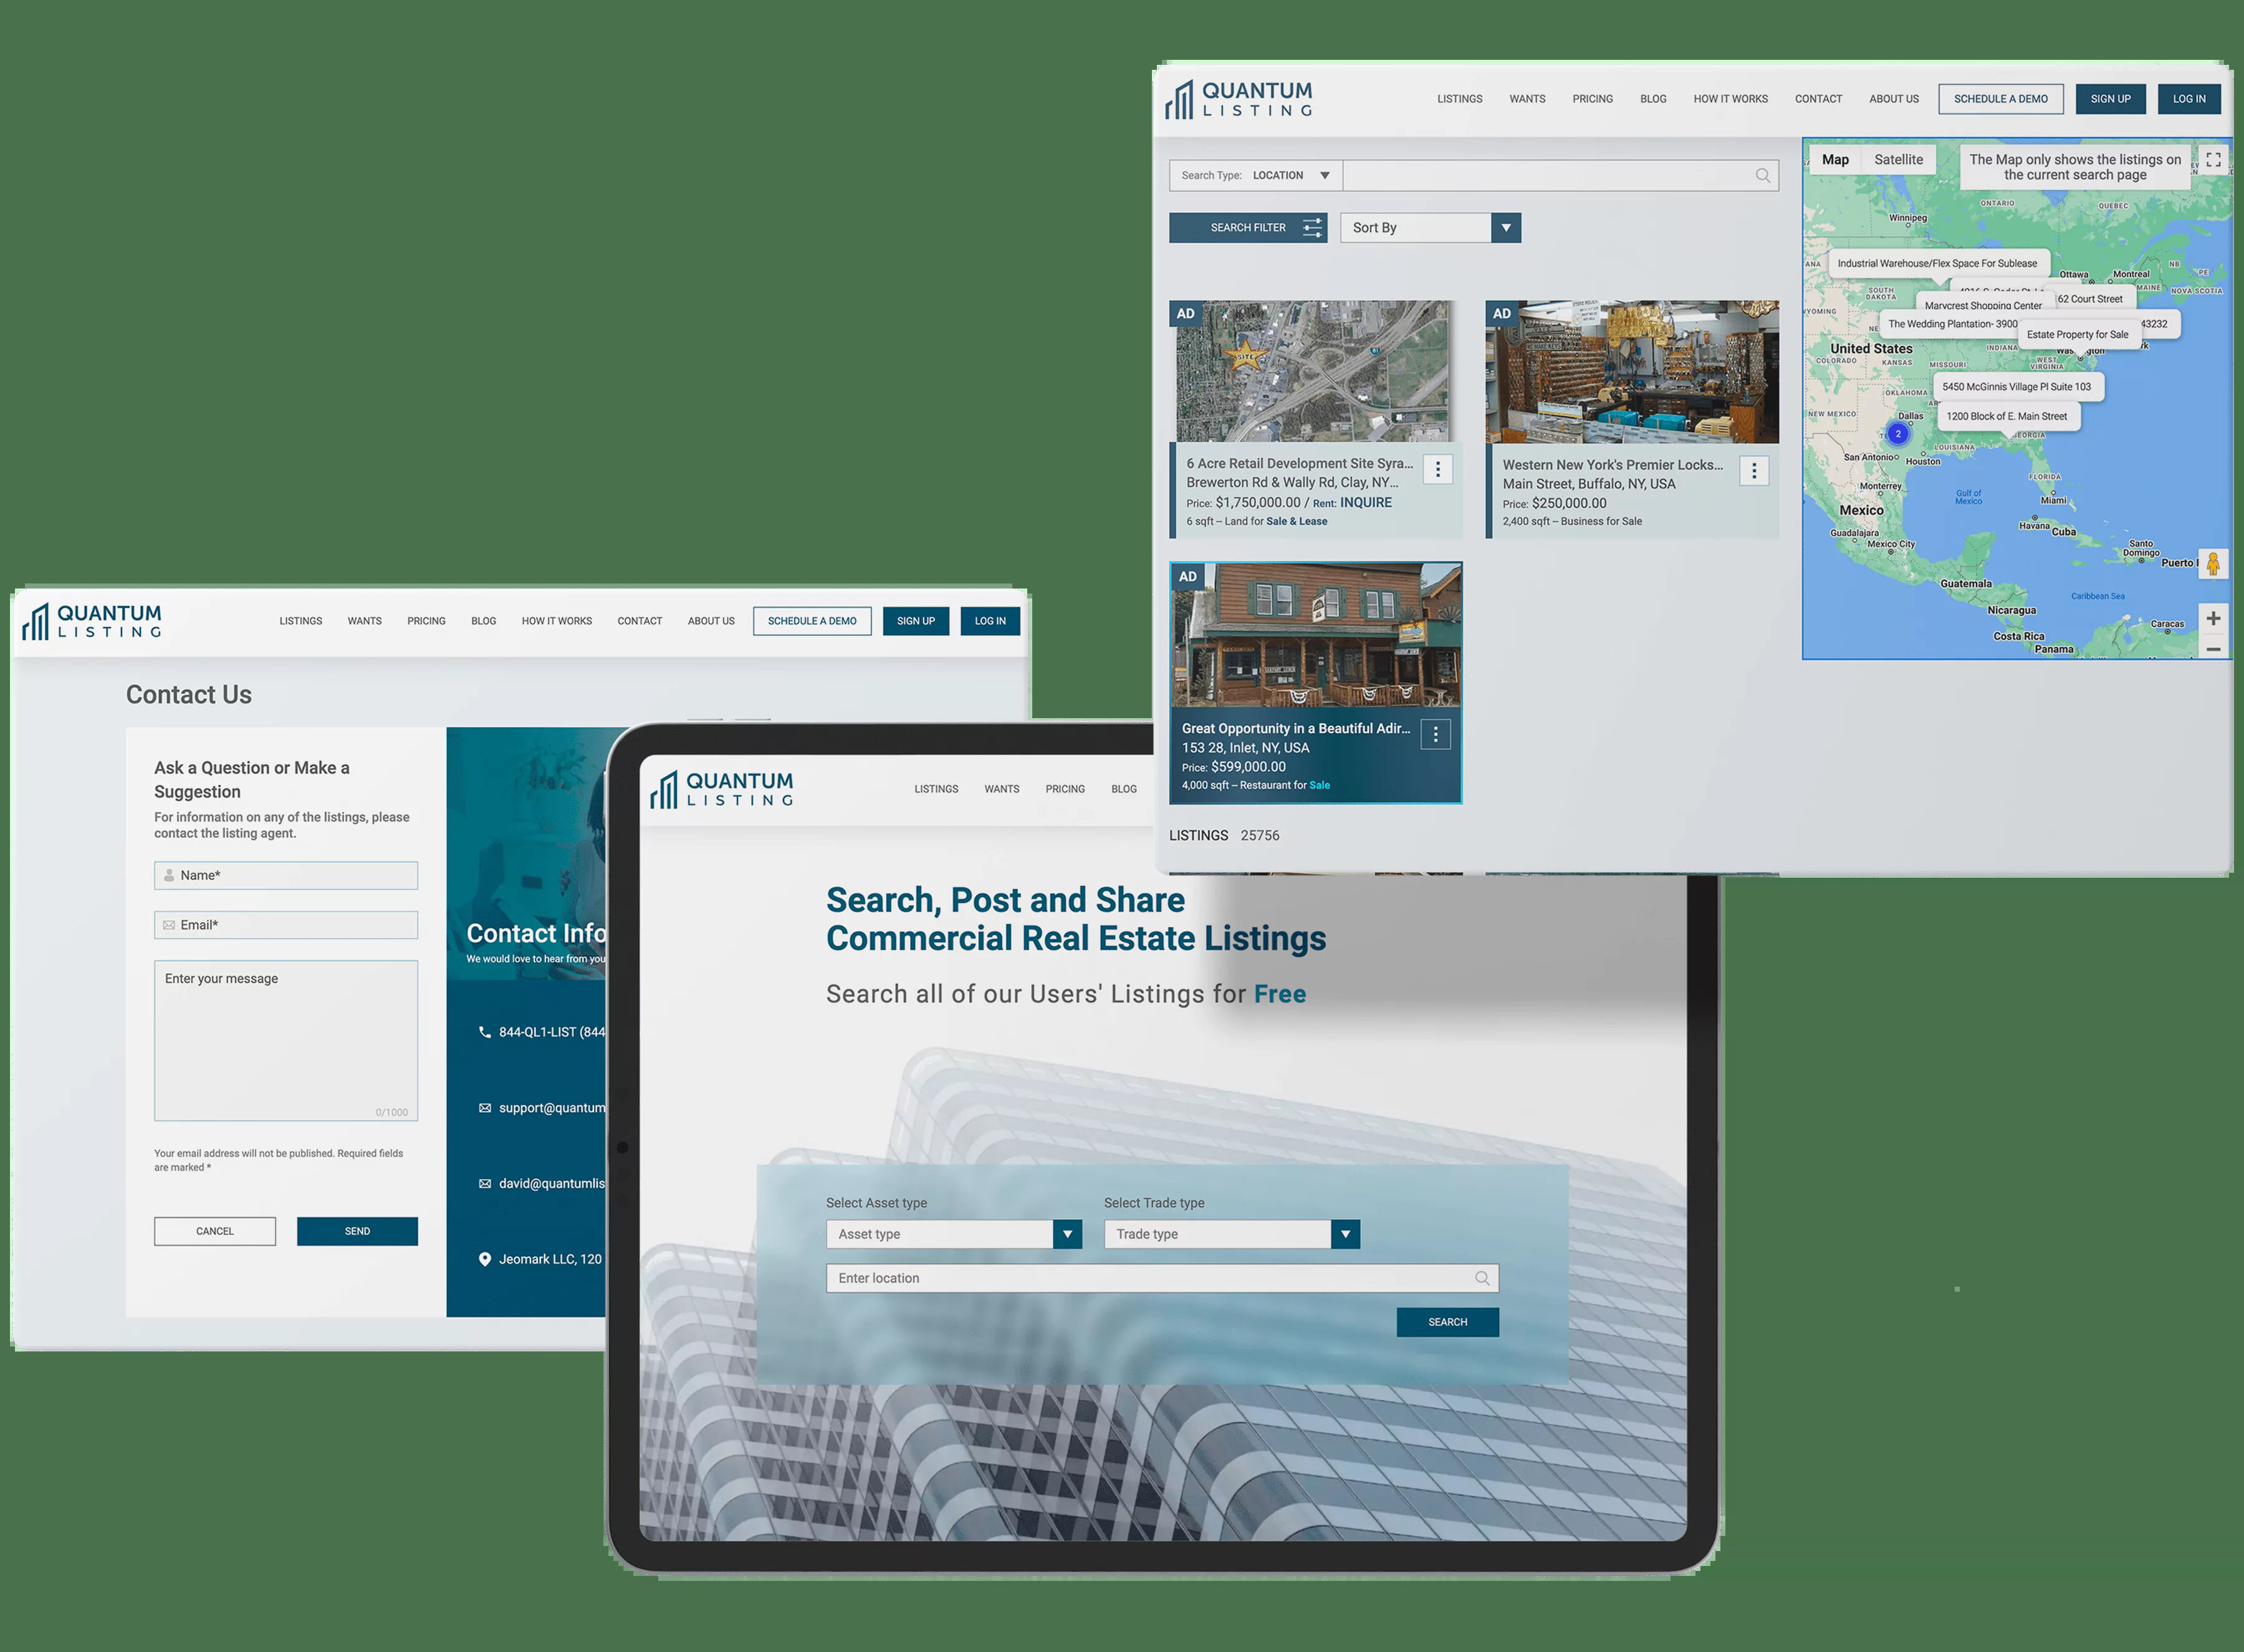 QUANTUM
LISTING
LISTINGS WANTS PRICING BLOG HOW IT WORKS CONTACT ABOUT US SCHEDULE A DEMO SIGN UP LOG IN
Search Type: LOCATION
SEARCH FILTER
Sort By
AD
SITE
81
6 Acre Retail Development Site Syra...
Brewerton Rd & Wally Rd, Clay, NY...
Price: $1,750,000.00 / Rent: INQUIRE
6 sqft – Land for Sale & Lease
AD
Western New York's Premier Locks...
Main Street, Buffalo, NY, USA
Price: $250,000.00
2,400 sqft – Business for Sale
AD
Great Opportunity in a Beautiful Adir...
153 28, Inlet, NY, USA
Price: $599,000.00
4,000 sqft – Restaurant for Sale
LISTINGS 25756
Map Satellite
The Map only shows the listings on
the current search page
ONTARIO
QUEBEC
Winnipeg
Industrial Warehouse/Flex Space For Sublease
NB
PE
Ottawa
Montreal
MAINE
NOVA SCOTIA
SOUTH
DAKOTA
62 Court Street
Marycrest Shopping Center
The Wedding Plantation- 3900
43232
Estate Property for Sale
United States
INDIANA
COLORADO
KANSAS
MISSOURI
WEST
VIRGINIA
5450 McGinnis Village Pl Suite 103
OKLAHOMA
1200 Block of E. Main Street
NEW MEXICO
Dallas
2
LOUISIANA
San Antonio
Houston
FLORIDA
Monterrey
Gulf of
Mexico
Miami
Mexico
Havana
Cuba
Guadalajara
Mexico City
Santo
Domingo
Puerto
Guatemala
Caribbean Sea
Nicaragua
Caracas
Costa Rica
Panama
QUANTUM
LISTING
LISTINGS WANTS PRICING BLOG HOW IT WORKS CONTACT ABOUT US SCHEDULE A DEMO SIGN UP LOG IN
Contact Us
Ask a Question or Make a
Suggestion
For information on any of the listings, please
contact the listing agent.
Name*
Email*
Enter your message
0/1000
Your email address will not be published. Required fields
are marked *
CANCEL SEND
Contact Info
We would love to hear from you
844-QL1-LIST (844
support@quantum
david@quantumlis
Jeomark LLC, 120
QUANTUM
LISTING
LISTINGS WANTS PRICING BLOG
Search, Post and Share
Commercial Real Estate Listings
Search all of our Users' Listings for Free
Select Asset type Select Trade type
Asset type Trade type
Enter location
SEARCH